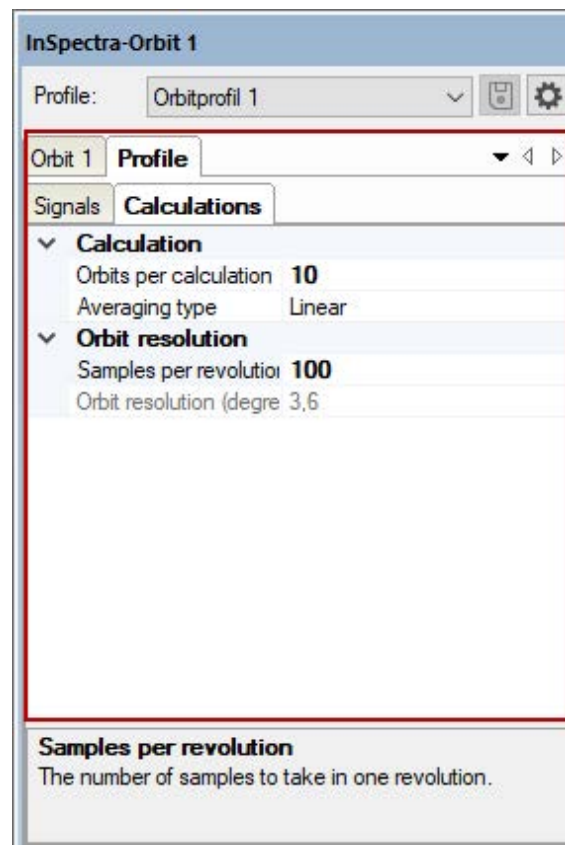 InSpectra-Orbit 1
Profile: Orbitprofil 1
Orbit 1 Profile
Signals Calculations
Calculation
Orbits per calculation 10
Averaging type Linear
Orbit resolution
Samples per revolutio 100
Orbit resolution (degre 3,6
Samples per revolution
The number of samples to take in one revolution.